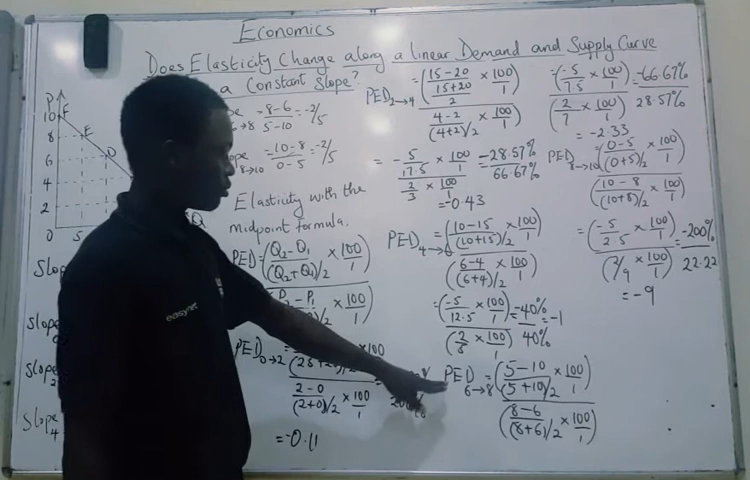 Economics
Does Elasticity Change along a linear Demand and Supply Curve
a Constant Slope?
P
10 F
8 E
6 D
4
2
0 5 Q
8-6 / 5-10 = -2/5
10-8 / 0-5 = -2/5
8→10
Elasticity with the
midpoint formula.
PED = (Q2-Q1 / (Q2+Q1)/2 × 100/1)
P1 / )/2 × 100/1)
PED 0→2 =
2-0 / (2+0)/2 × 100/1
= -0.11
Slop
Slope
Slope
PED 2→4 = (15-20 / 15+20 / 2 × 100/1)
(4-2 / (4+2)/2 × 100/1)
= -5 / 17.5 × 100/1 = -28.57%
2/3 × 100/1 66.67%
= -0.43
PED 4→6 = (10-15 / (10+15)/2 × 100/1)
(6-4 / (6+4)/2 × 100/1)
= (-5 / 12.5 × 100/1) = -40% = -1
× 100/1) 40%
PED 6→8 = (5-10 / (5+10)/2 × 100/1)
(8-6 / (8+6)/2 × 100/1)
= (-5 / 7.5 × 100/1) = -66.67%
(2/7 × 100/1) 28.57%
= -2.33
PED 8→10 = (0-5 / (0+5)/2 × 100/1)
(10-8 / (10+8)/2 × 100/1)
= (-5 / 2.5 × 100/1) = -200%
(2/9 × 100/1) 22.22
= -9